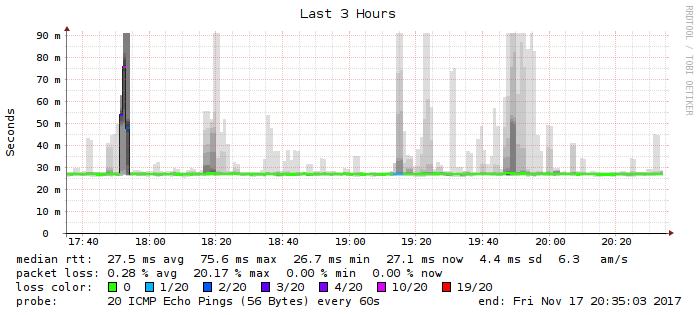 Last 3 Hours
RRDTOOL / TOBI OETIKER
Seconds
90 m
80 m
70 m
60 m
50 m
40 m
30 m
20 m
10 m
0
17:40 18:00 18:20 18:40 19:00 19:20 19:40 20:00 20:20
median rtt: 27.5 ms avg 75.6 ms max 26.7 ms min 27.1 ms now 4.4 ms sd 6.3 am/s
packet loss: 0.28 % avg 20.17 % max 0.00 % min 0.00 % now
loss color: 0 1/20 2/20 3/20 4/20 10/20 19/20
probe: 20 ICMP Echo Pings (56 Bytes) every 60s end: Fri Nov 17 20:35:03 2017